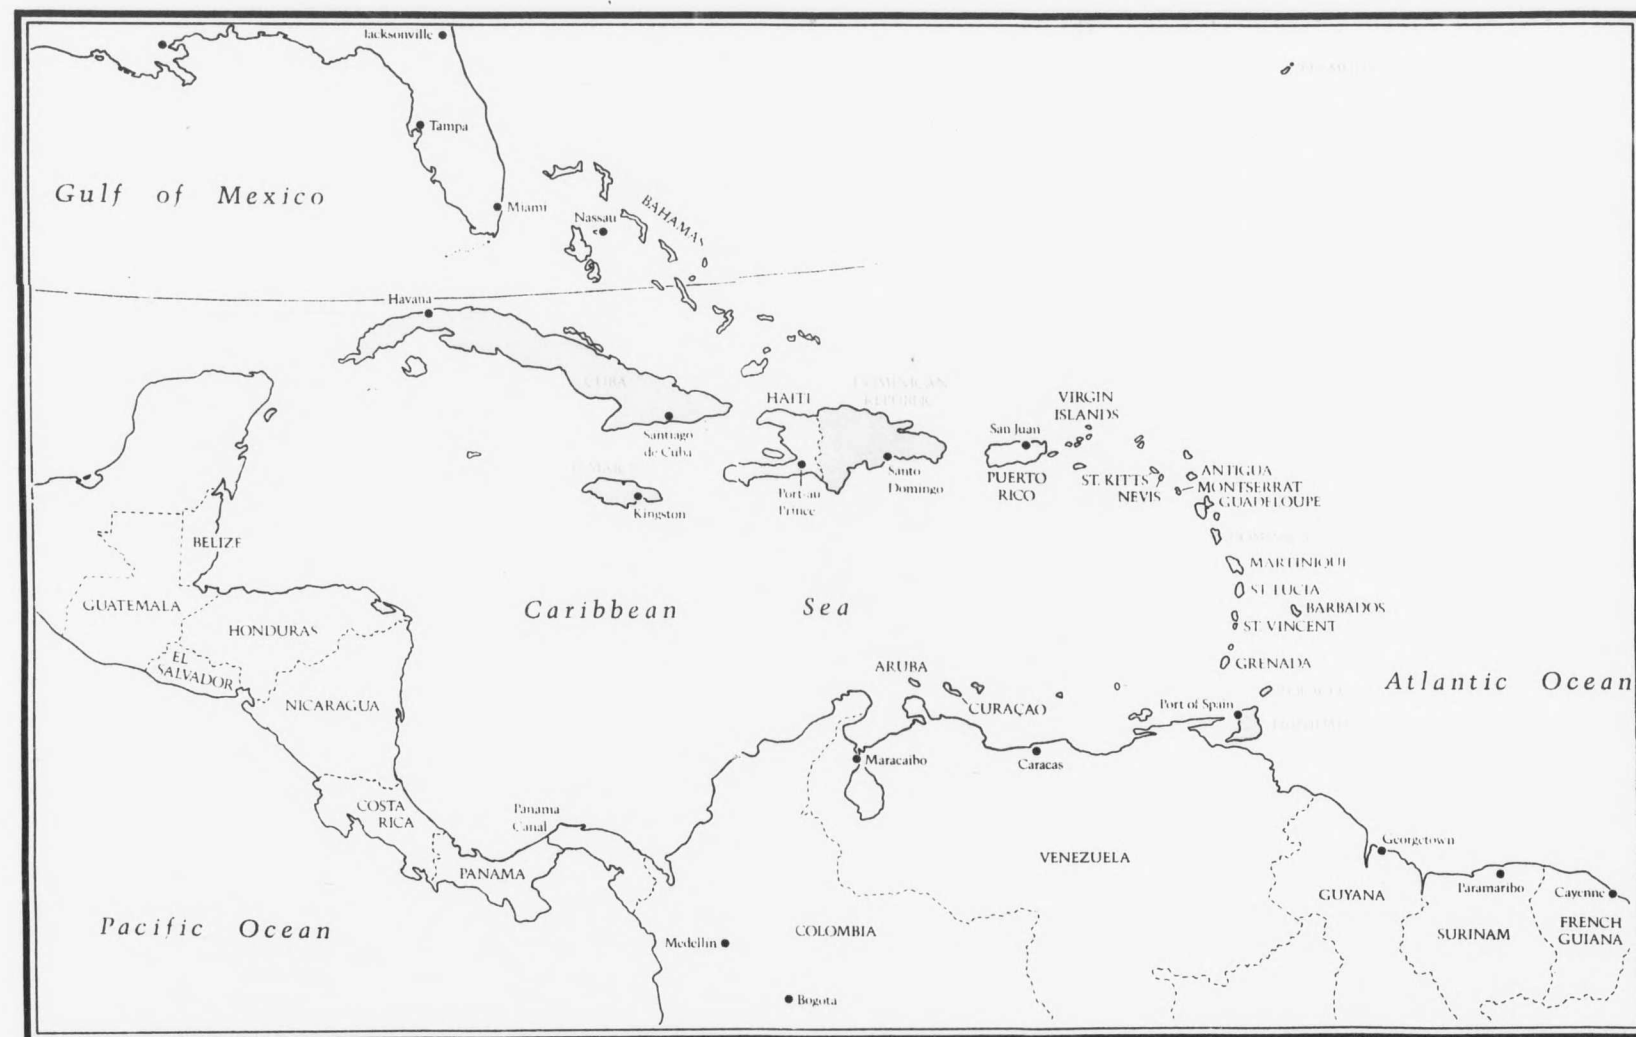 Jacksonville
Tampa
Gulf of Mexico
Miami
BAHAMAS
Nassau
Havana
CUBA
DOMINICAN
REPUBLIC
HAITI
VIRGIN
ISLANDS
San Juan
Santiago
de Cuba
Santo
Domingo
PUERTO
RICO
ST. KITTS
NEVIS
ANTIGUA
MONTSERRAT
GUADELOUPE
Port-au
Prince
Kingston
BELIZE
MARTINIQUE
ST LUCIA
GUATEMALA
Caribbean Sea
BARBADOS
HONDURAS
ST. VINCENT
EL
SALVADOR
GRENADA
ARUBA
Atlantic Ocean
NICARAGUA
CURAÇAO
Port of Spain
Maracaibo
Caracas
COSTA
RICA
Panama
Canal
Georgetown
VENEZUELA
PANAMA
Paramaribo
Cayenne
GUYANA
Pacific Ocean
COLOMBIA
SURINAM
FRENCH
GUIANA
Medellin
Bogota